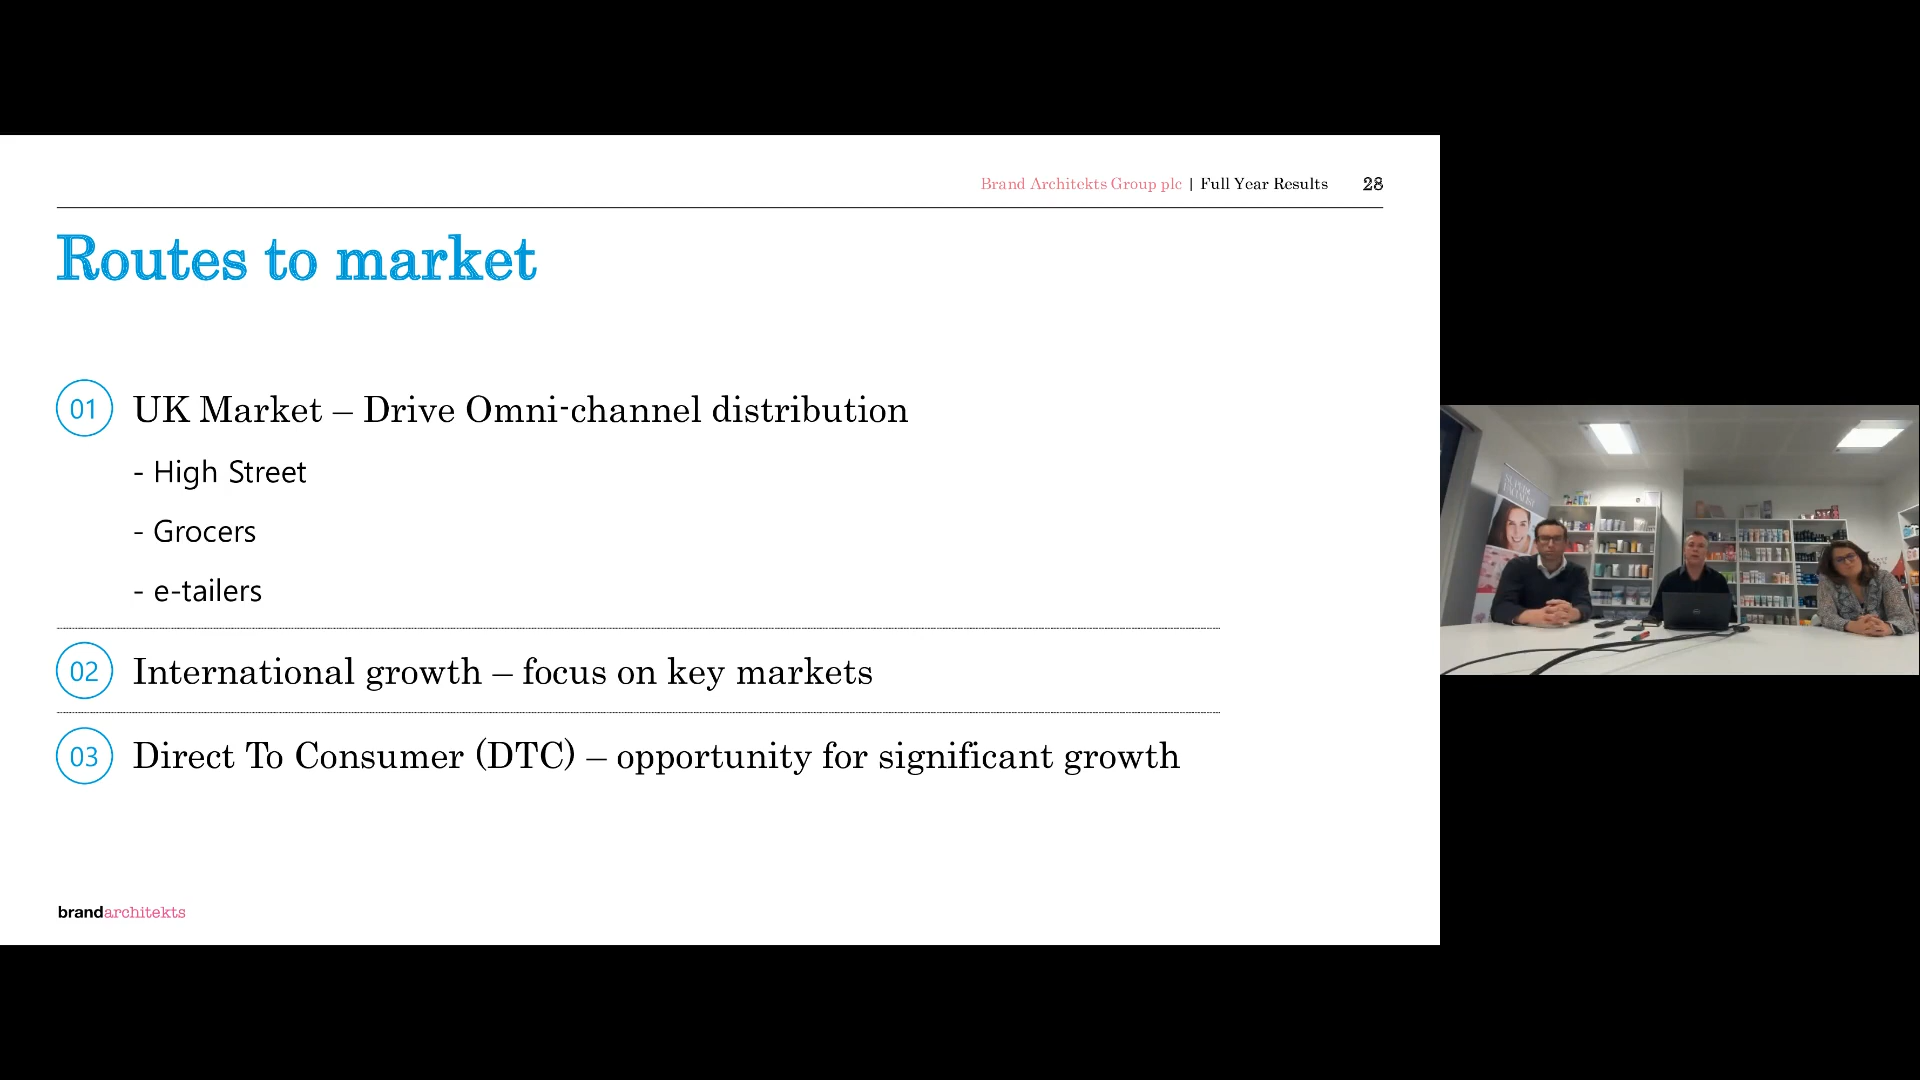 Brand Architekts Group plc | Full Year Results 28
Routes to market
01 UK Market – Drive Omni-channel distribution
- High Street
- Grocers
- e-tailers
02 International growth – focus on key markets
03 Direct To Consumer (DTC) – opportunity for significant growth
brandarchitekts